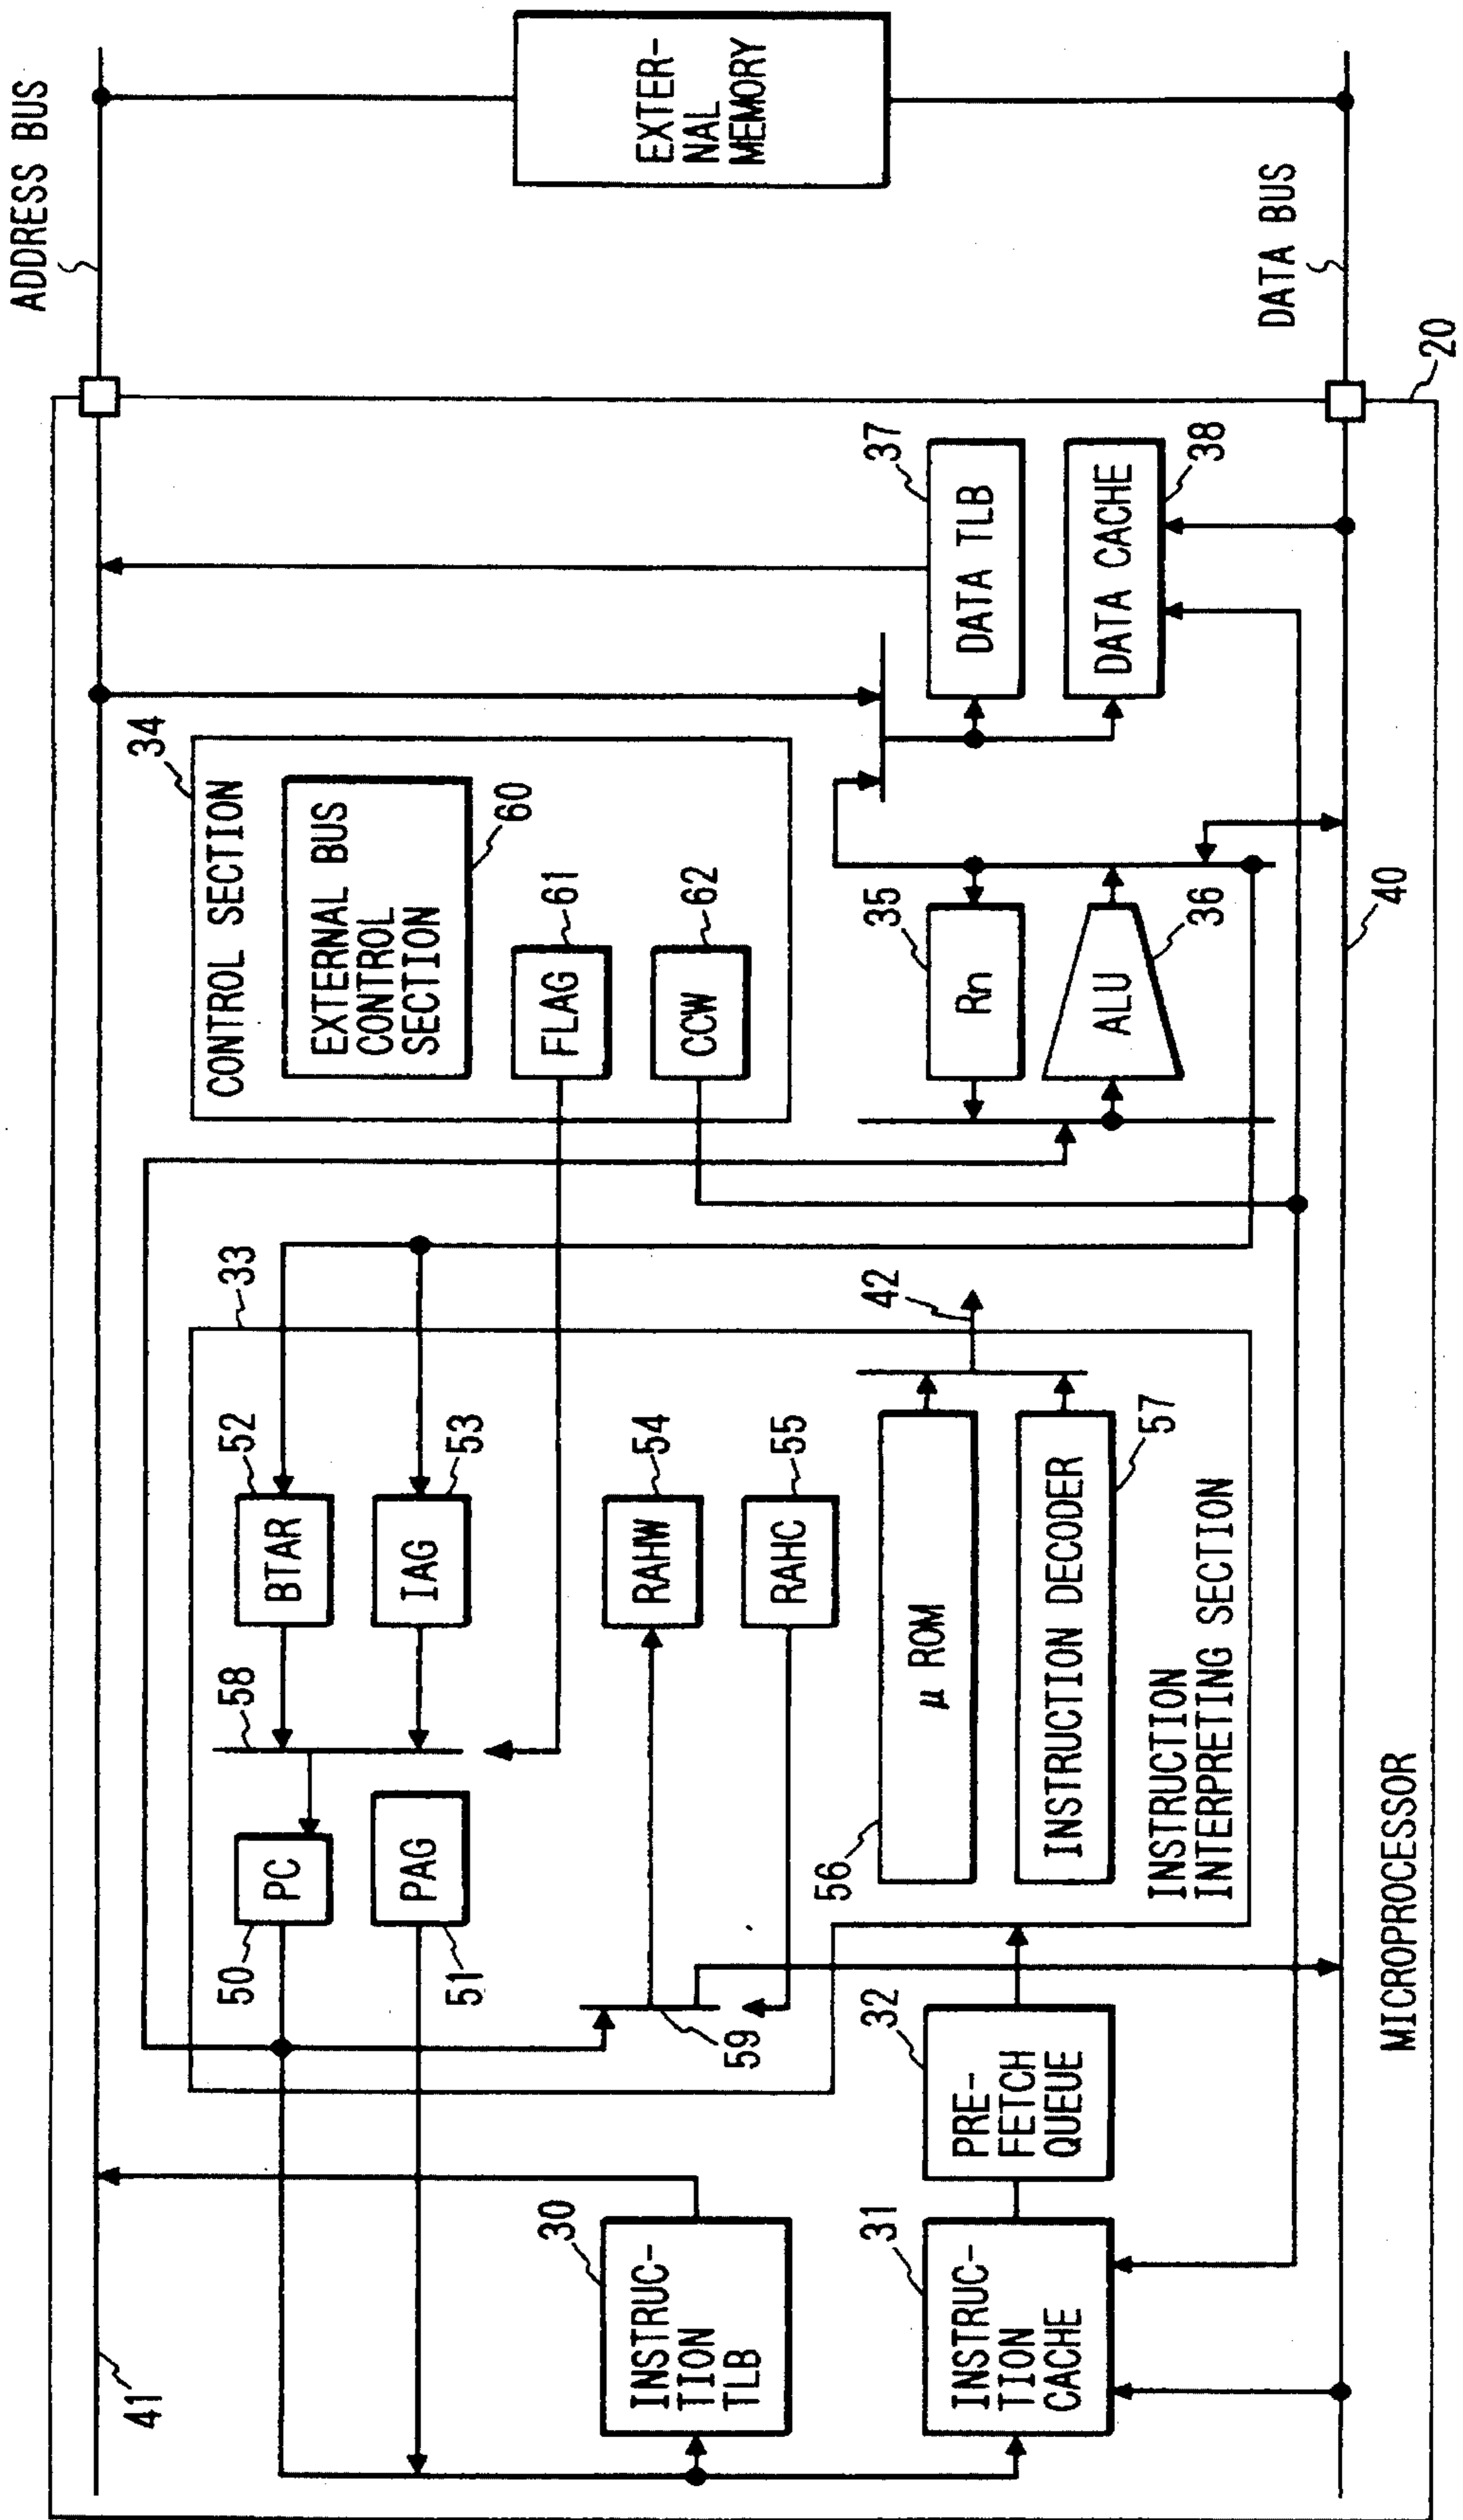 ADDRESS BUS
EXTER-
NAL
MEMORY
DATA BUS
20
41
34
CONTROL SECTION
EXTERNAL BUS
CONTROL
SECTION
60
FLAG
61
CCW
62
37
DATA TLB
DATA CACHE
38
35
Rn
ALU
36
40
33
42
BTAR
52
IAG
53
58
PC
50
PAG
51
RAHW
54
RAHC
55
59
μ ROM
56
INSTRUCTION DECODER
57
INSTRUCTION
INTERPRETING SECTION
30
INSTRUC-
TION
TLB
31
INSTRUC-
TION
CACHE
32
PRE-
FETCH
QUEUE
MICROPROCESSOR